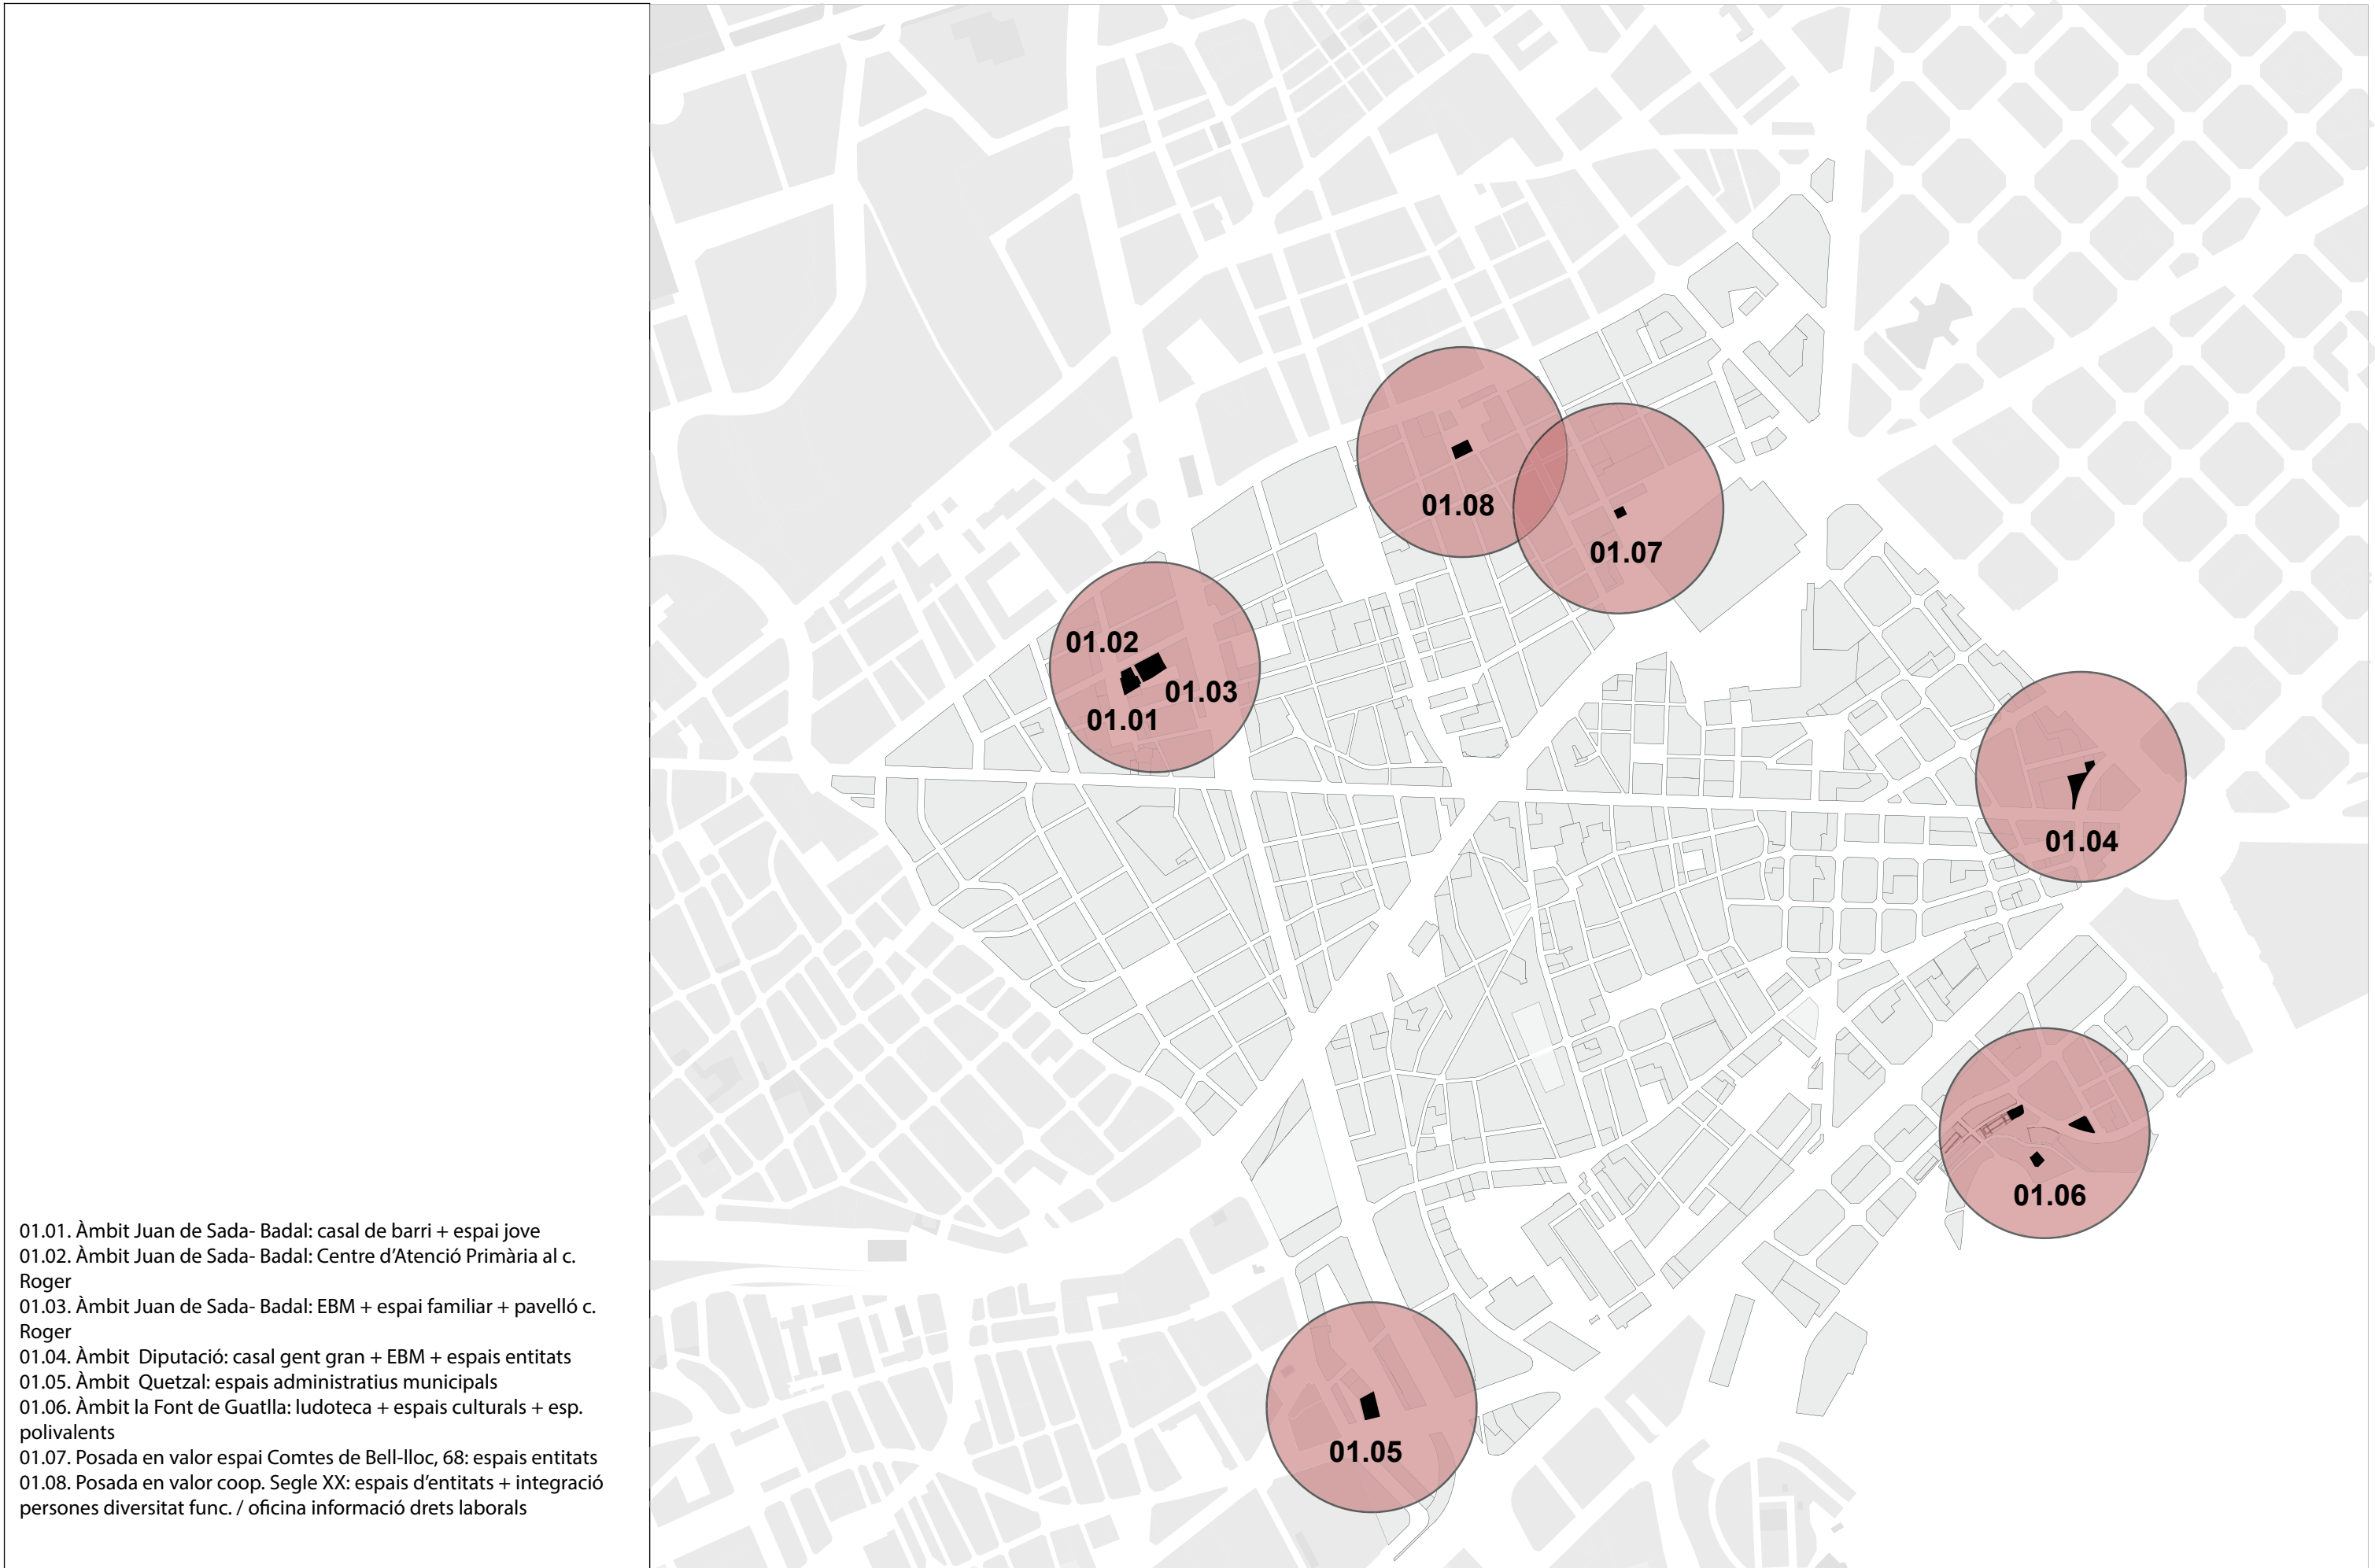 01.01. Àmbit Juan de Sada- Badal: casal de barri + espai jove
01.02. Àmbit Juan de Sada- Badal: Centre d'Atenció Primària al c.
Roger
01.03. Àmbit Juan de Sada- Badal: EBM + espai familiar + pavelló c.
Roger
01.04. Àmbit  Diputació: casal gent gran + EBM + espais entitats
01.05. Àmbit  Quetzal: espais administratius municipals
01.06. Àmbit la Font de Guatlla: ludoteca + espais culturals + esp.
polivalents
01.07. Posada en valor espai Comtes de Bell-lloc, 68: espais entitats
01.08. Posada en valor coop. Segle XX: espais d'entitats + integració
persones diversitat func. / oficina informació drets laborals
01.08
01.07
01.02
01.03
01.01
01.04
01.06
01.05